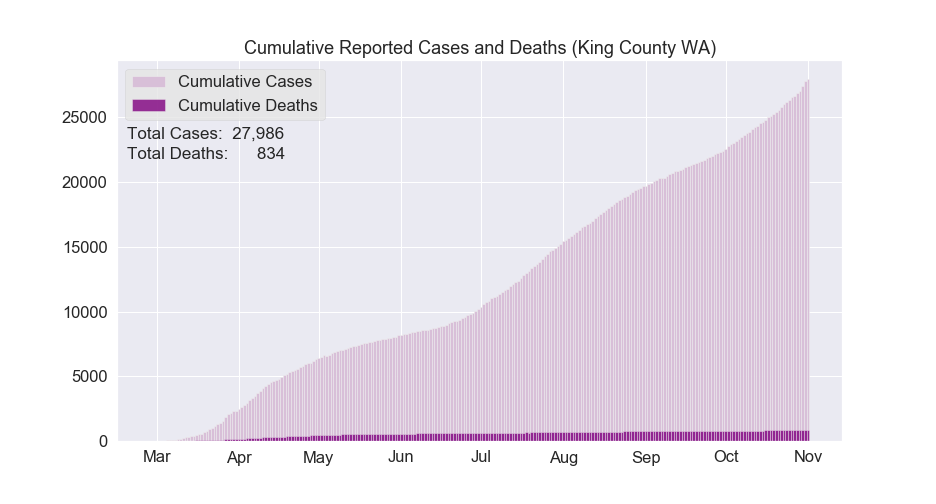 Cumulative Reported Cases and Deaths (King County WA)
Cumulative Cases
Cumulative Deaths
Total Cases: 27,986
Total Deaths: 834
25000
20000
15000
10000
5000
0
Mar Apr May Jun Jul Aug Sep Oct Nov